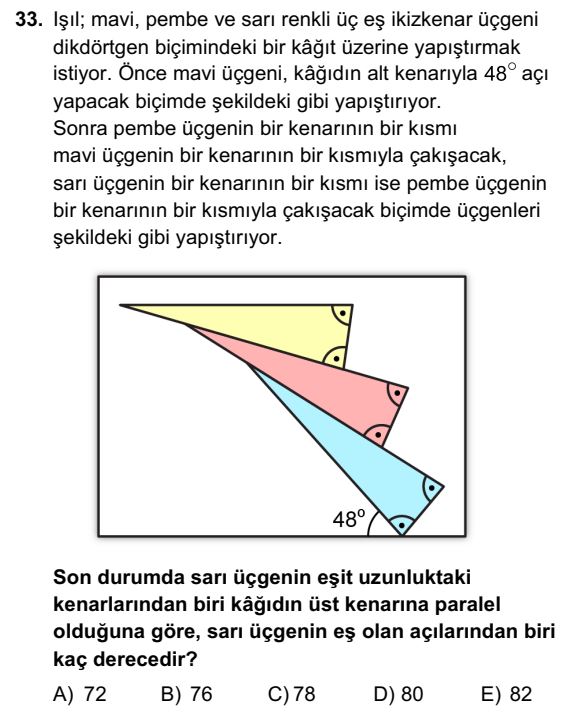 33. Işıl; mavi, pembe ve sarı renkli üç eş ikizkenar üçgeni
dikdörtgen biçimindeki bir kâğıt üzerine yapıştırmak
istiyor. Önce mavi üçgeni, kâğıdın alt kenarıyla 48° açı
yapacak biçimde şekildeki gibi yapıştırıyor.
Sonra pembe üçgenin bir kenarının bir kısmı
mavi üçgenin bir kenarının bir kısmıyla çakışacak,
sarı üçgenin bir kenarının bir kısmı ise pembe üçgenin
bir kenarının bir kısmıyla çakışacak biçimde üçgenleri
şekildeki gibi yapıştırıyor.
48°
Son durumda sarı üçgenin eşit uzunluktaki
kenarlarından biri kâğıdın üst kenarına paralel
olduğuna göre, sarı üçgenin eş olan açılarından biri
kaç derecedir?
A) 72 B) 76 C) 78 D) 80 E) 82